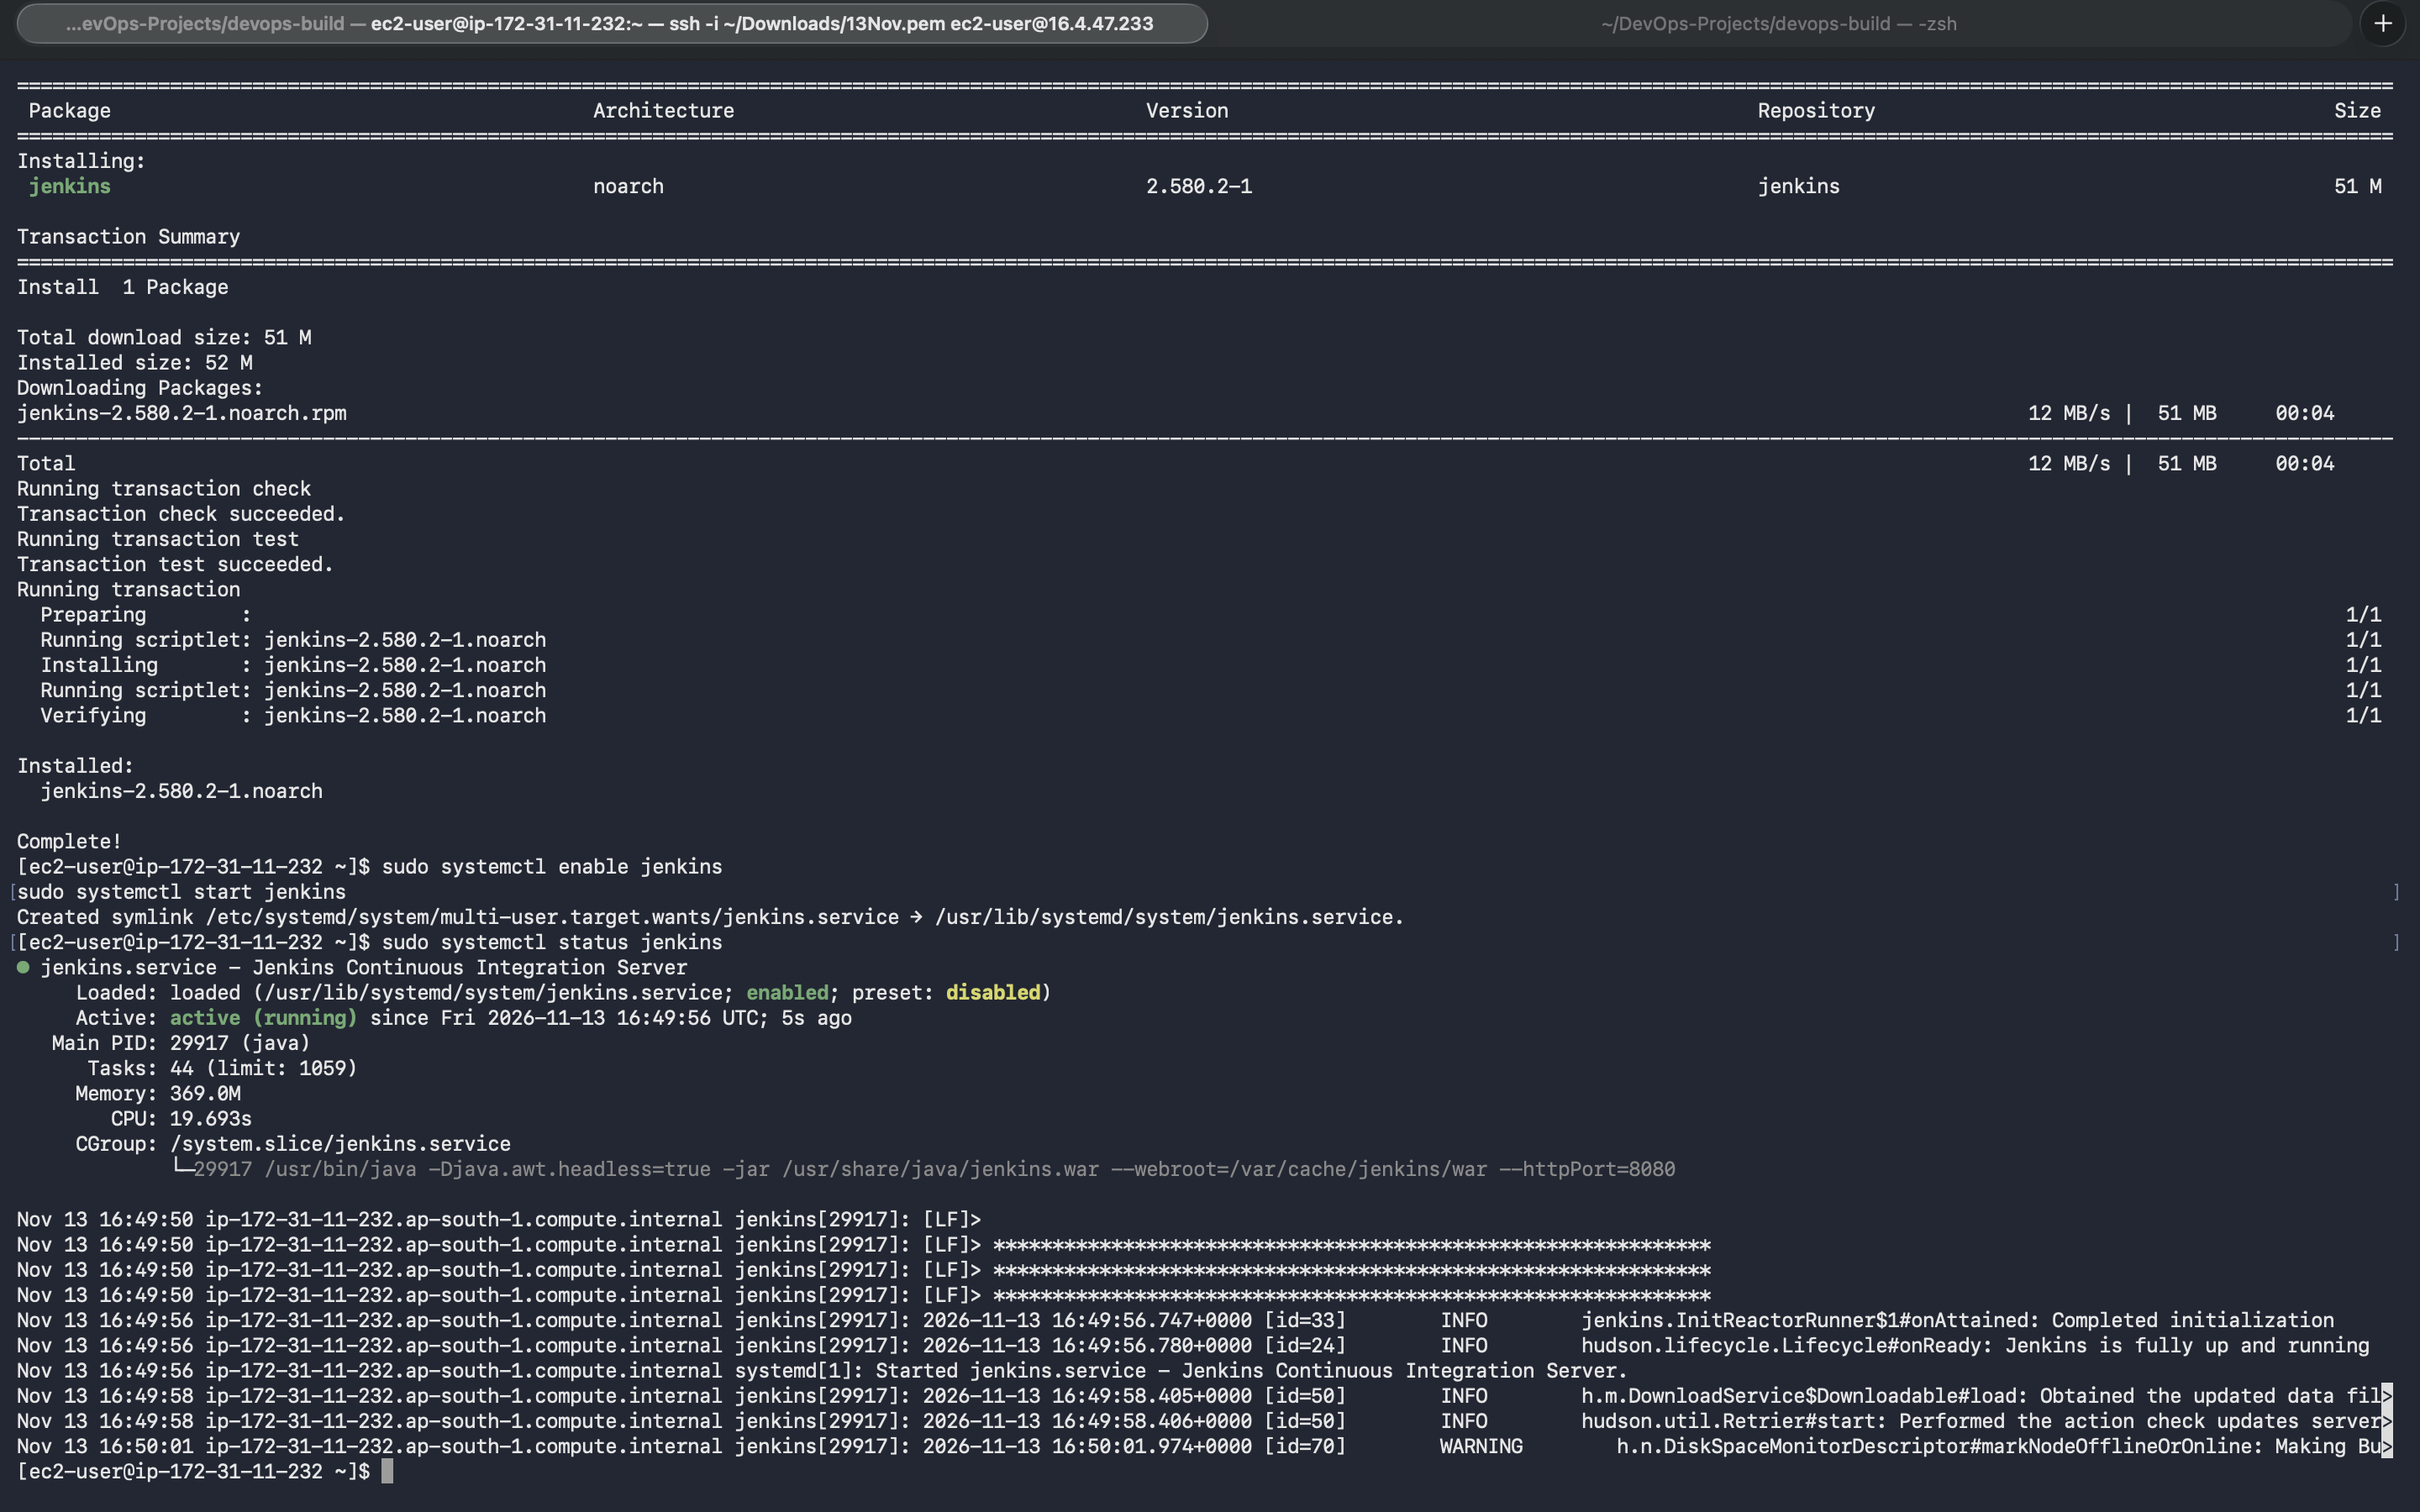 ...evOps-Projects/devops-build — ec2-user@ip-172-31-11-232:~ — ssh -i ~/Downloads/13Nov.pem ec2-user@16.4.47.233
~/DevOps-Projects/devops-build — -zsh
+
================================================================================
Package Architecture Version Repository Size
================================================================================
Installing:
jenkins noarch 2.580.2-1 jenkins 51 M
Transaction Summary
================================================================================
Install 1 Package
Total download size: 51 M
Installed size: 52 M
Downloading Packages:
jenkins-2.580.2-1.noarch.rpm 12 MB/s | 51 MB 00:04
--------------------------------------------------------------------------------
Total 12 MB/s | 51 MB 00:04
Running transaction check
Transaction check succeeded.
Running transaction test
Transaction test succeeded.
Running transaction
Preparing : 1/1
Running scriptlet: jenkins-2.580.2-1.noarch 1/1
Installing : jenkins-2.580.2-1.noarch 1/1
Running scriptlet: jenkins-2.580.2-1.noarch 1/1
Verifying : jenkins-2.580.2-1.noarch 1/1
Installed:
jenkins-2.580.2-1.noarch
Complete!
[ec2-user@ip-172-31-11-232 ~]$ sudo systemctl enable jenkins
[sudo systemctl start jenkins ]
Created symlink /etc/systemd/system/multi-user.target.wants/jenkins.service → /usr/lib/systemd/system/jenkins.service.
[[ec2-user@ip-172-31-11-232 ~]$ sudo systemctl status jenkins ]
● jenkins.service - Jenkins Continuous Integration Server
Loaded: loaded (/usr/lib/systemd/system/jenkins.service; enabled; preset: disabled)
Active: active (running) since Fri 2026-11-13 16:49:56 UTC; 5s ago
Main PID: 29917 (java)
Tasks: 44 (limit: 1059)
Memory: 369.0M
CPU: 19.693s
CGroup: /system.slice/jenkins.service
└─29917 /usr/bin/java -Djava.awt.headless=true -jar /usr/share/java/jenkins.war --webroot=/var/cache/jenkins/war --httpPort=8080
Nov 13 16:49:50 ip-172-31-11-232.ap-south-1.compute.internal jenkins[29917]: [LF]>
Nov 13 16:49:50 ip-172-31-11-232.ap-south-1.compute.internal jenkins[29917]: [LF]> *************************************************************
Nov 13 16:49:50 ip-172-31-11-232.ap-south-1.compute.internal jenkins[29917]: [LF]> *************************************************************
Nov 13 16:49:50 ip-172-31-11-232.ap-south-1.compute.internal jenkins[29917]: [LF]> *************************************************************
Nov 13 16:49:56 ip-172-31-11-232.ap-south-1.compute.internal jenkins[29917]: 2026-11-13 16:49:56.747+0000 [id=33] INFO jenkins.InitReactorRunner$1#onAttained: Completed initialization
Nov 13 16:49:56 ip-172-31-11-232.ap-south-1.compute.internal jenkins[29917]: 2026-11-13 16:49:56.780+0000 [id=24] INFO hudson.lifecycle.Lifecycle#onReady: Jenkins is fully up and running
Nov 13 16:49:56 ip-172-31-11-232.ap-south-1.compute.internal systemd[1]: Started jenkins.service - Jenkins Continuous Integration Server.
Nov 13 16:49:58 ip-172-31-11-232.ap-south-1.compute.internal jenkins[29917]: 2026-11-13 16:49:58.405+0000 [id=50] INFO h.m.DownloadService$Downloadable#load: Obtained the updated data fil>
Nov 13 16:49:58 ip-172-31-11-232.ap-south-1.compute.internal jenkins[29917]: 2026-11-13 16:49:58.406+0000 [id=50] INFO hudson.util.Retrier#start: Performed the action check updates server>
Nov 13 16:50:01 ip-172-31-11-232.ap-south-1.compute.internal jenkins[29917]: 2026-11-13 16:50:01.974+0000 [id=70] WARNING h.n.DiskSpaceMonitorDescriptor#markNodeOfflineOrOnline: Making Bu>
[ec2-user@ip-172-31-11-232 ~]$